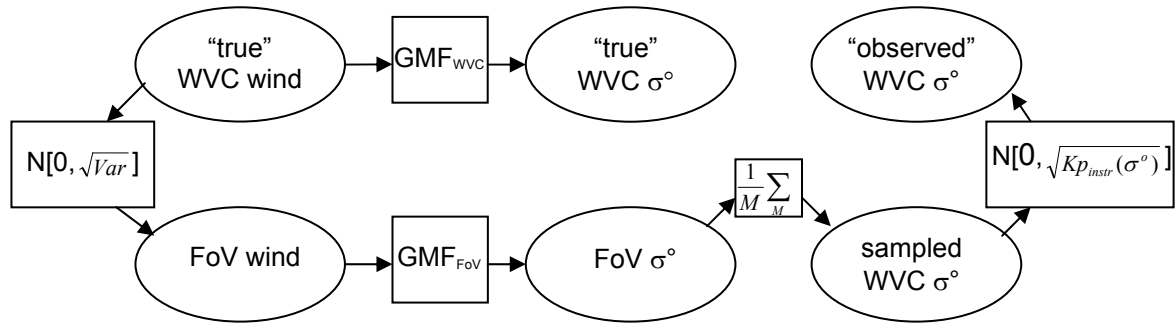 “true”
WVC wind
GMF_WVC
“true”
WVC σ°
“observed”
WVC σ°
N[0, √Var ]
N[0, √Kp_instr(σ^o) ]
1/M ∑_M
FoV wind
GMF_FoV
FoV σ°
sampled
WVC σ°